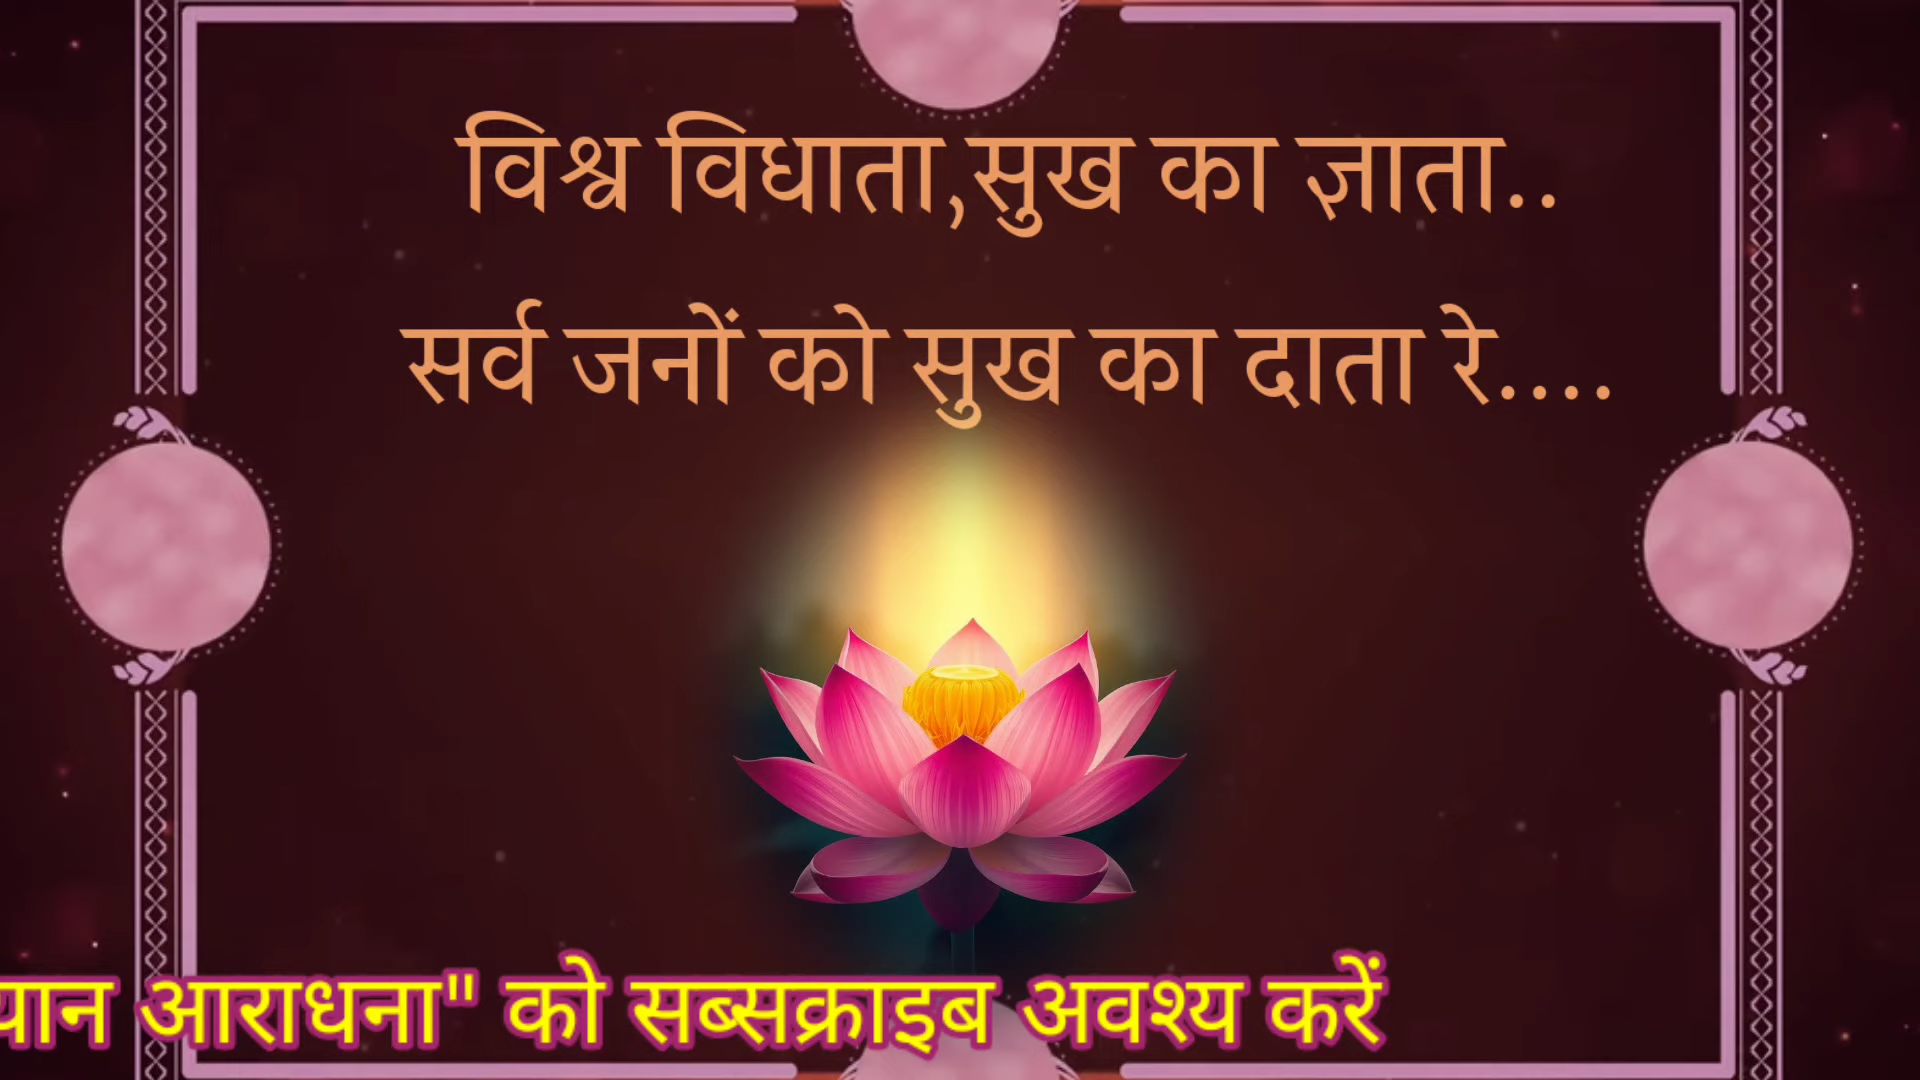 विश्व विधाता,सुख का ज्ञाता..
सर्व जनों को सुख का दाता रे....
आराधना" को सब्सक्राइब अवश्य करें